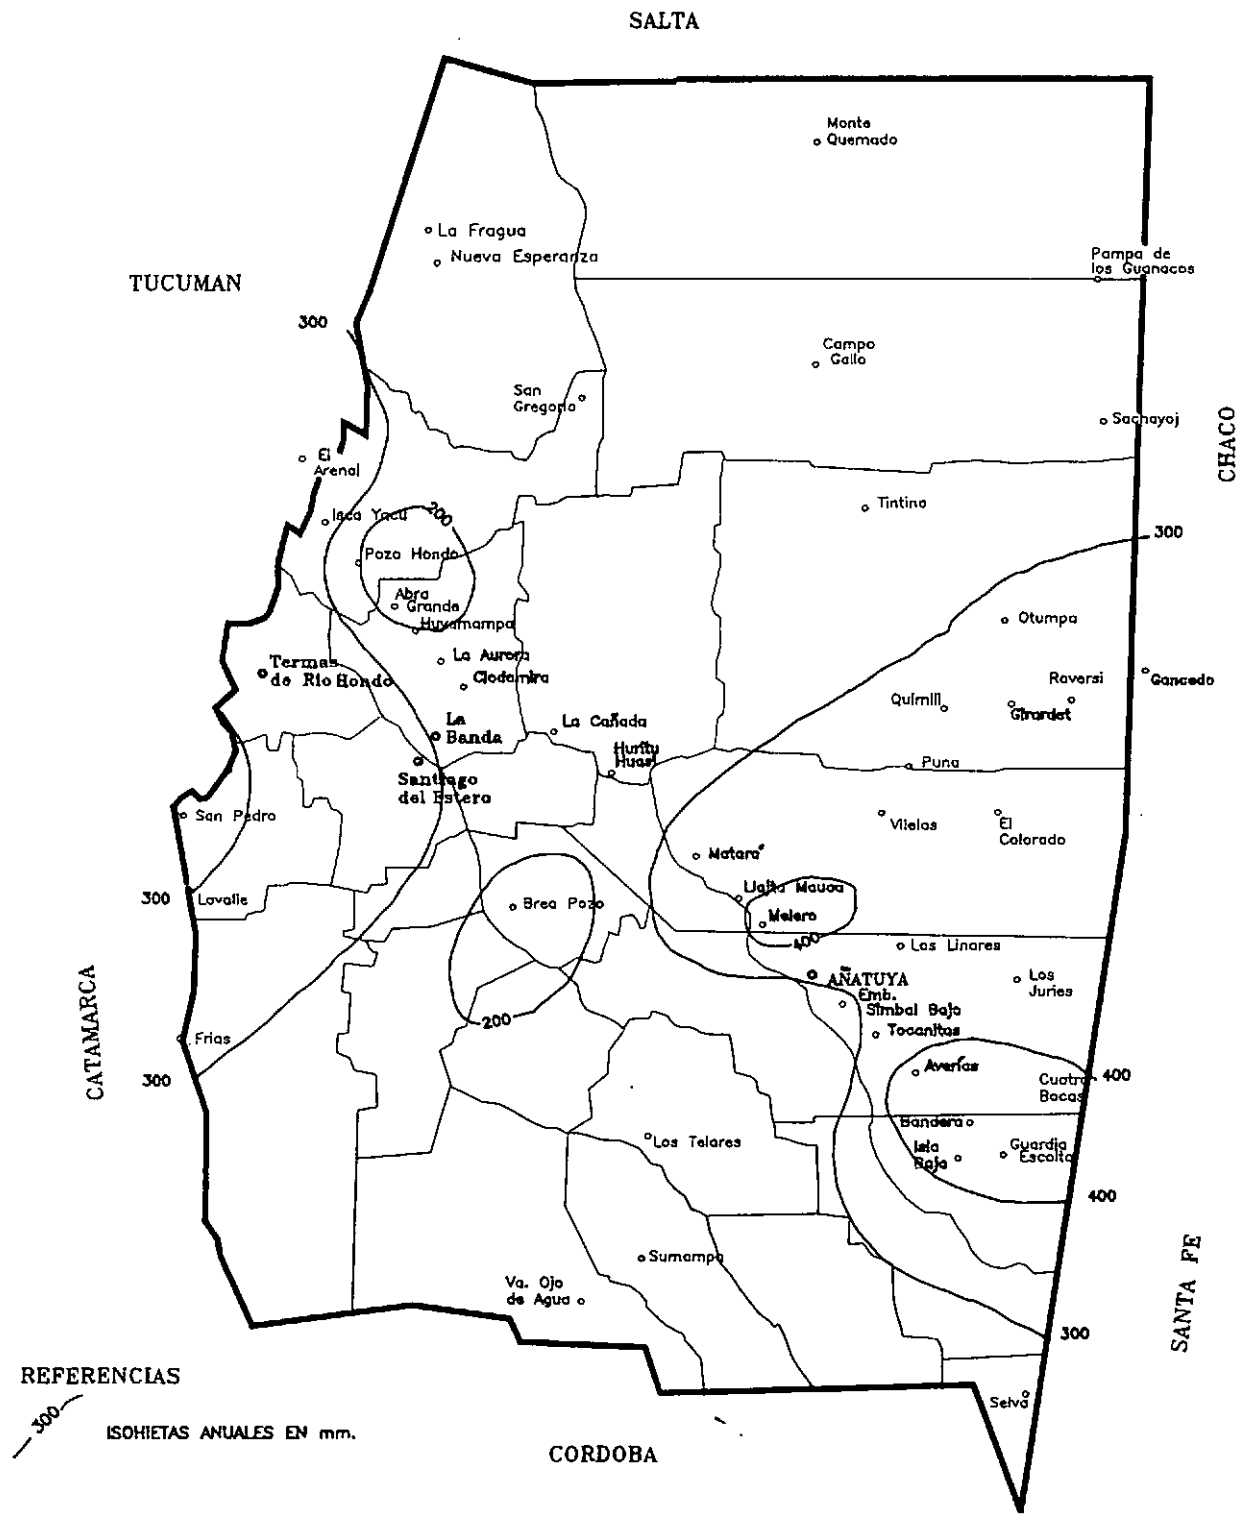 SALTA
Monte
Quemado
La Fragua
Nueva Esperanza
Pampa de
los Guanacos
TUCUMAN
300
Campo
Gallo
San
Gregorio
Sachayoj
CHACO
El
Arenal
Isca Yacu
200
Tintina
300
Pozo Hondo
Abra
Grande
Huyamampa
Otumpa
La Aurora
Termas
de Rio Hondo
Clodomira
Roversi
Gancedo
Quimili
Girardet
La
Banda
La Cañada
Huritu
Huasi
Puna
Santiago
del Estero
San Pedro
Vilelas
El
Colorado
Matara
300
Lavalle
Brea Pozo
Llajta Mauca
Melero
400
Los Linares
AÑATUYA
Los
Juries
Emb.
Simbal Bajo
Tocanitas
200
CATAMARCA
Frias
300
Averías
Cuatro
Bocas
400
Bandera
Los Telares
Isla
Baja
Guardia
Escolta
400
Sumampa
SANTA FE
Va. Ojo
de Agua
300
REFERENCIAS
300
ISOHIETAS ANUALES EN mm.
Selva
CORDOBA